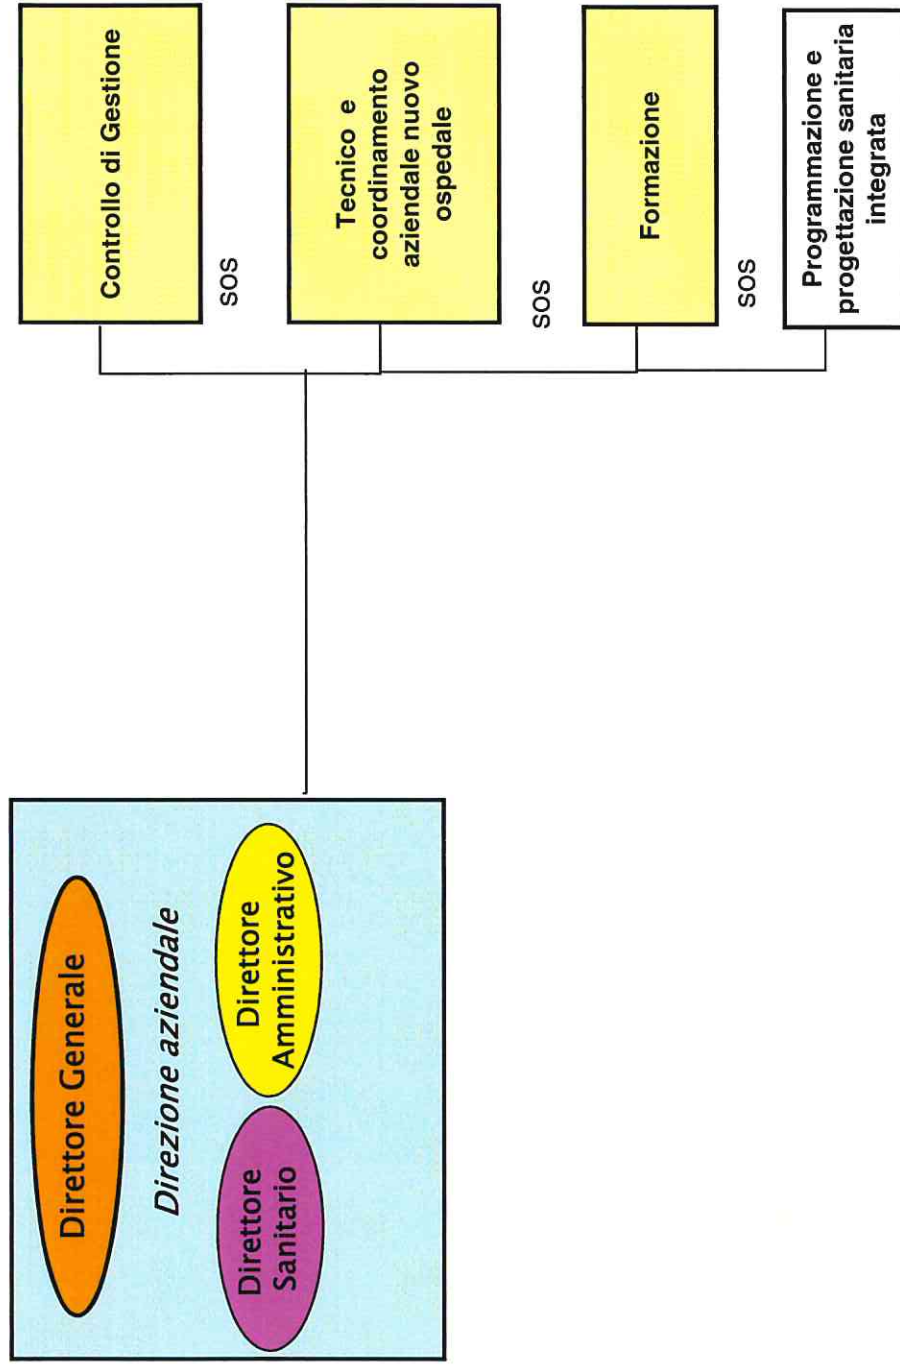 Direttore Generale
Direzione aziendale
Direttore
Sanitario
Direttore
Amministrativo
Controllo di Gestione
SOS
Tecnico e
coordinamento
aziendale nuovo
ospedale
SOS
Formazione
SOS
Programmazione e
progettazione sanitaria
integrata